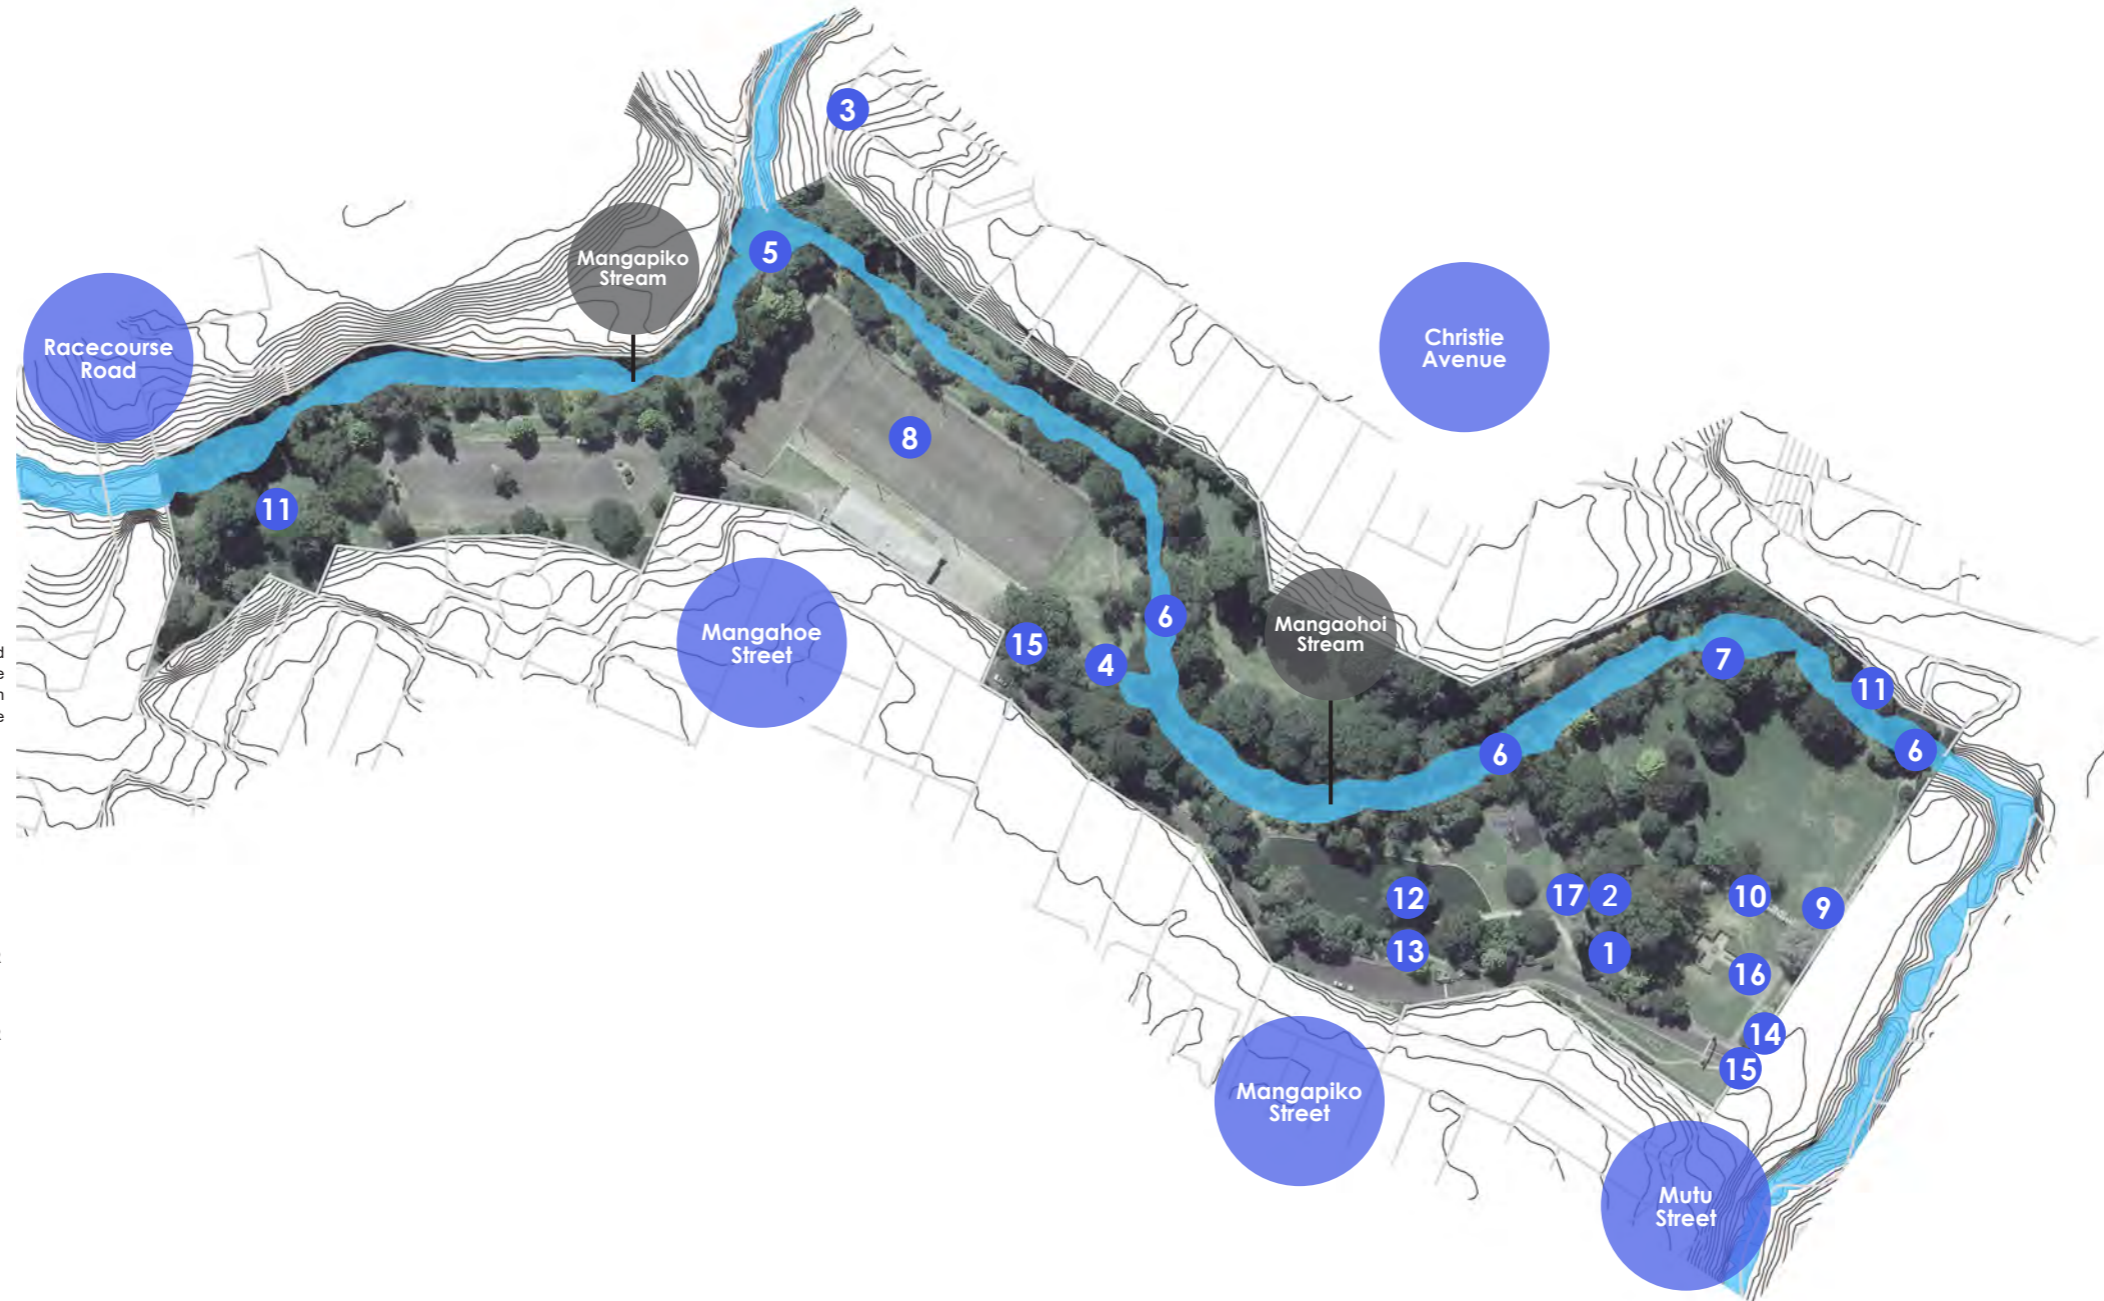 3
Mangapiko
Stream
5
Racecourse
Road
Christie
Avenue
8
11
6
Mangaohoi
Stream
Mangahoe
Street
15
4
7
11
6
6
12
17
2
10
9
13
1
16
14
15
Mangapiko
Street
Mutu
Street
d
e
n
e